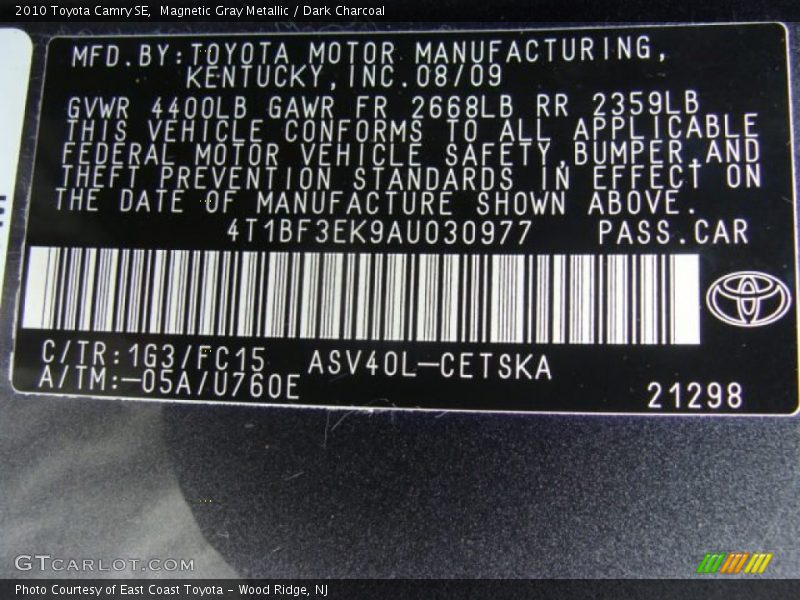 2010 Toyota Camry SE, Magnetic Gray Metallic / Dark Charcoal
MFD.BY:TOYOTA MOTOR MANUFACTURING,
KENTUCKY,INC.08/09
GVWR 4400LB GAWR FR 2668LB RR 2359LB
THIS VEHICLE CONFORMS TO ALL APPLICABLE
FEDERAL MOTOR VEHICLE SAFETY,BUMPER,AND
THEFT PREVENTION STANDARDS IN EFFECT ON
THE DATE OF MANUFACTURE SHOWN ABOVE.
4T1BF3EK9AU030977 PASS.CAR
C/TR:1G3/FC15 ASV40L-CETSKA
A/TM:-05A/U760E
21298
GTCARLOT.COM
Photo Courtesy of East Coast Toyota - Wood Ridge, NJ